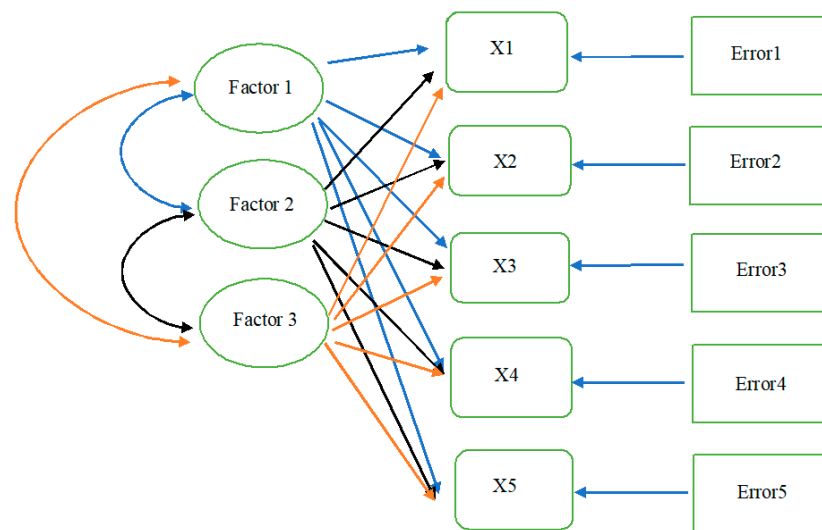 Factor 1
Factor 2
Factor 3
X1
X2
X3
X4
X5
Error1
Error2
Error3
Error4
Error5